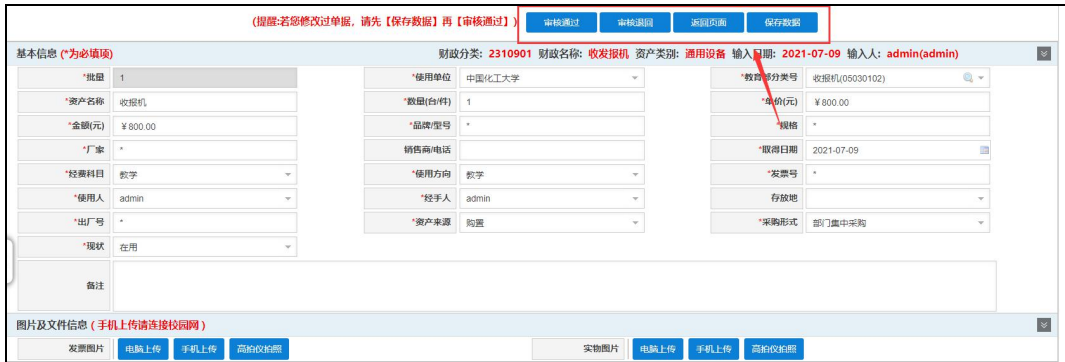 (提醒:若您修改过单据，请先【保存数据】再【审核通过】) 审核通过 审核退回 返回页面 保存数据
基本信息 (*为必填项) 财政分类: 2310901 财政名称: 收发报机 资产类别: 通用设备 输入日期: 2021-07-09 输入人: admin(admin)
*批量 1 *使用单位 中国化工大学 *教育部分类号 收报机(05030102)
*资产名称 收报机 *数量(台/件) 1 *单价(元) ￥800.00
*金额(元) ￥800.00 *品牌/型号 * *规格 *
*厂家 * 销售商/电话 *取得日期 2021-07-09
*经费科目 教学 *使用方向 教学 *发票号 *
*使用人 admin *经手人 admin 存放地
*出厂号 * *资产来源 购置 *采购形式 部门集中采购
*现状 在用
备注
图片及文件信息 ( 手机上传请连接校园网 )
发票图片 电脑上传 手机上传 高拍仪拍照 实物图片 电脑上传 手机上传 高拍仪拍照